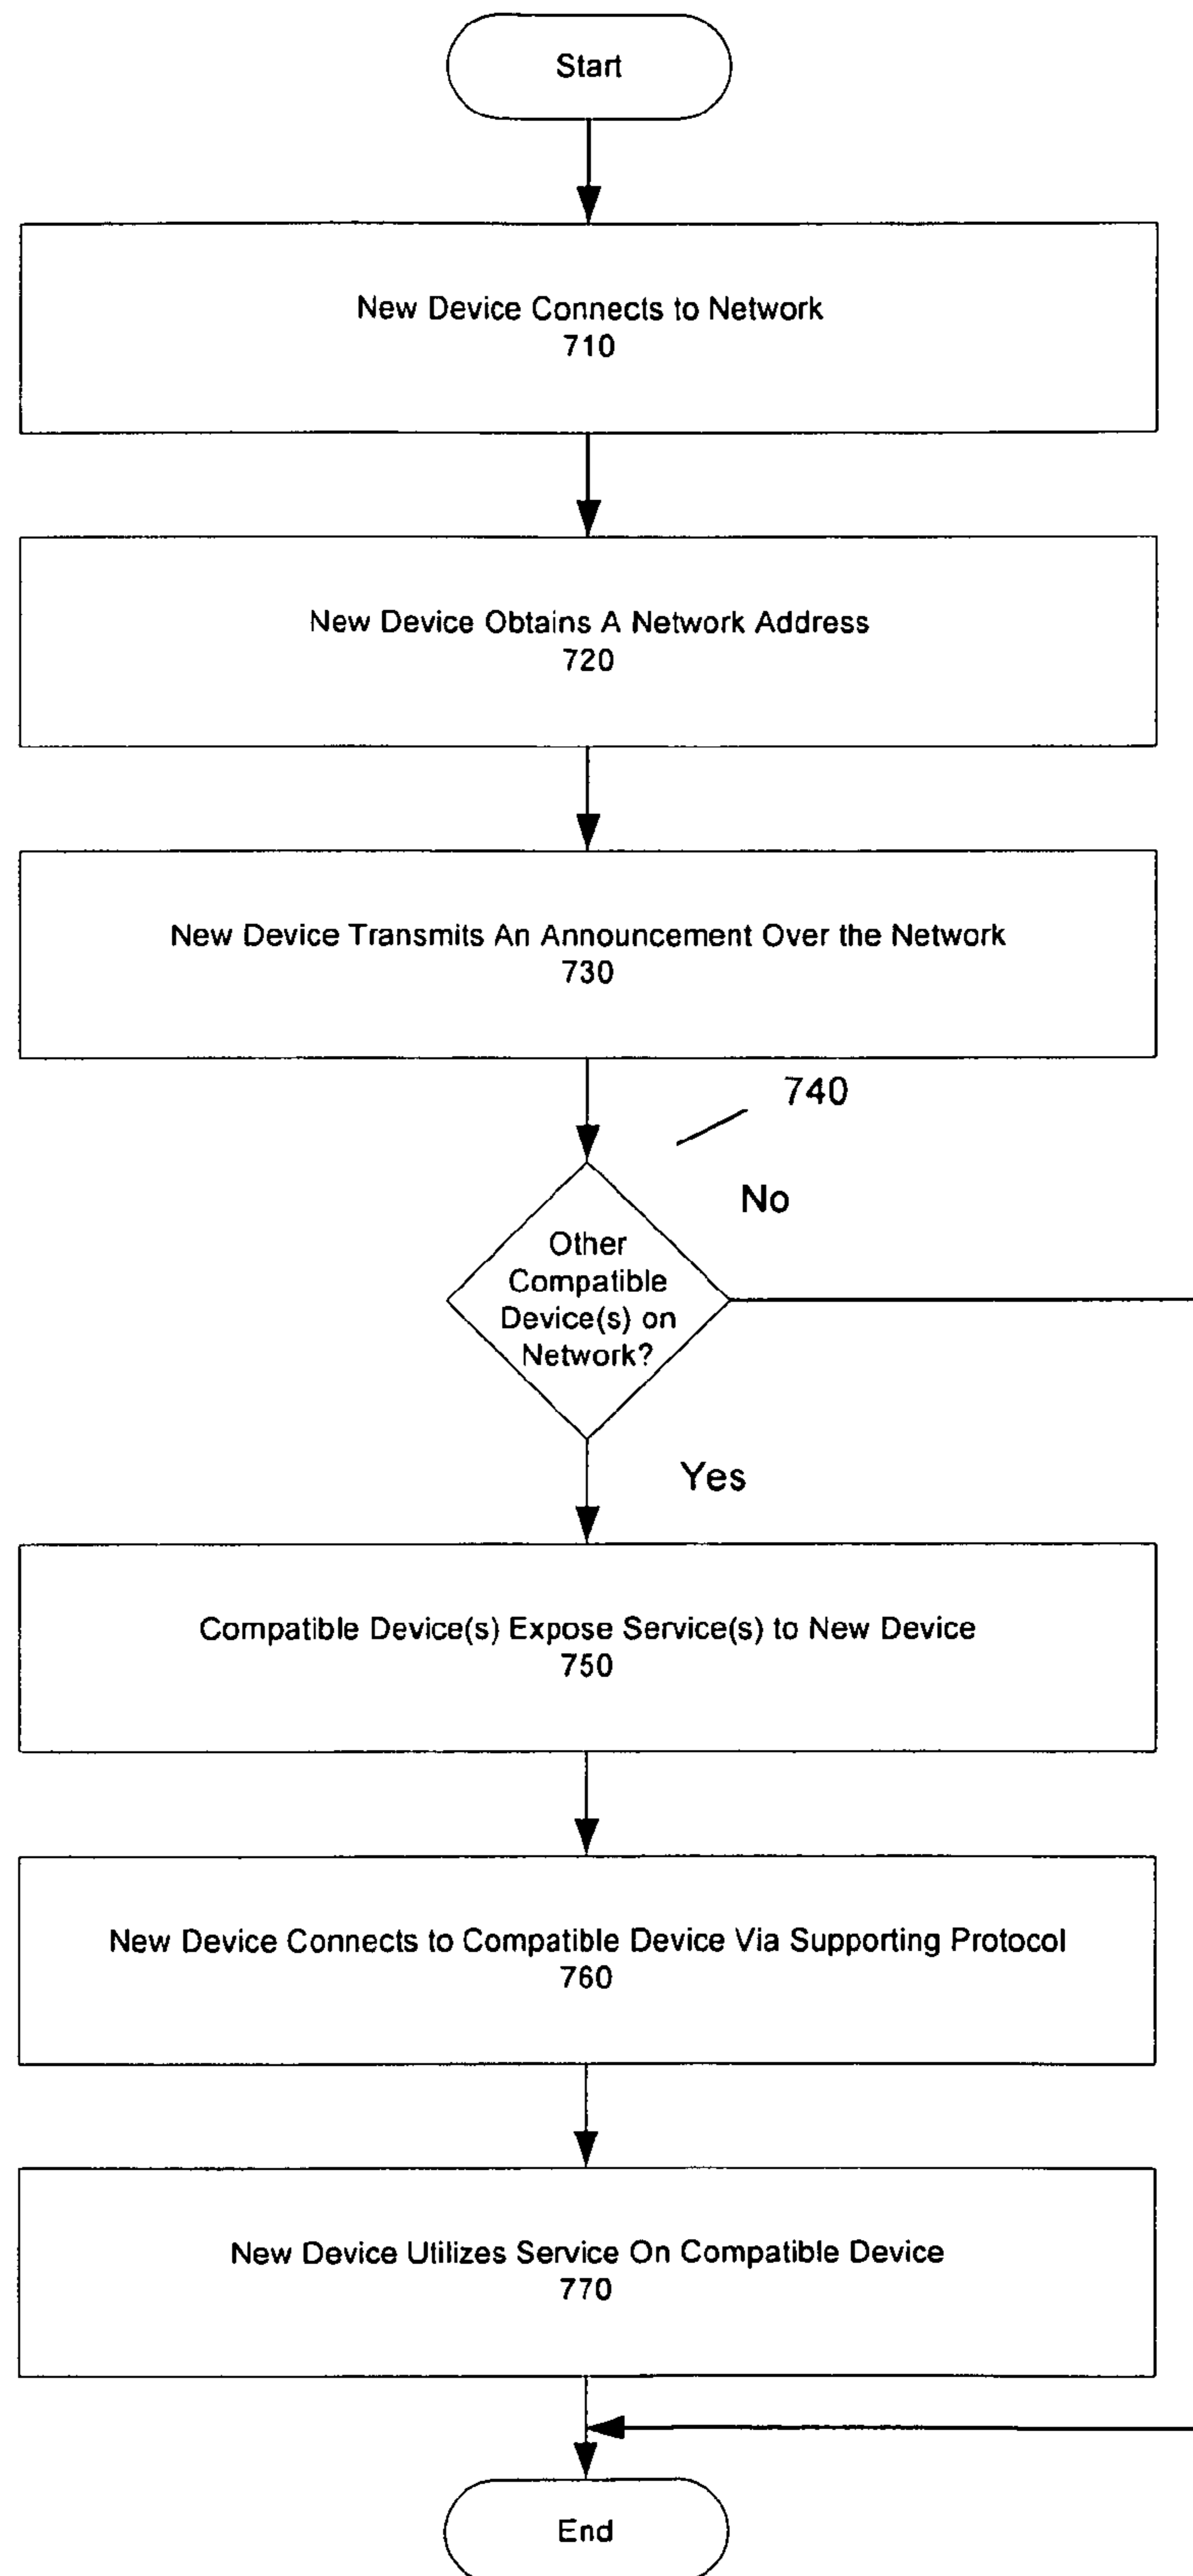 Start
New Device Connects to Network
710
New Device Obtains A Network Address
720
New Device Transmits An Announcement Over the Network
730
740
No
Other
Compatible
Device(s) on
Network?
Yes
Compatible Device(s) Expose Service(s) to New Device
750
New Device Connects to Compatible Device Via Supporting Protocol
760
New Device Utilizes Service On Compatible Device
770
End